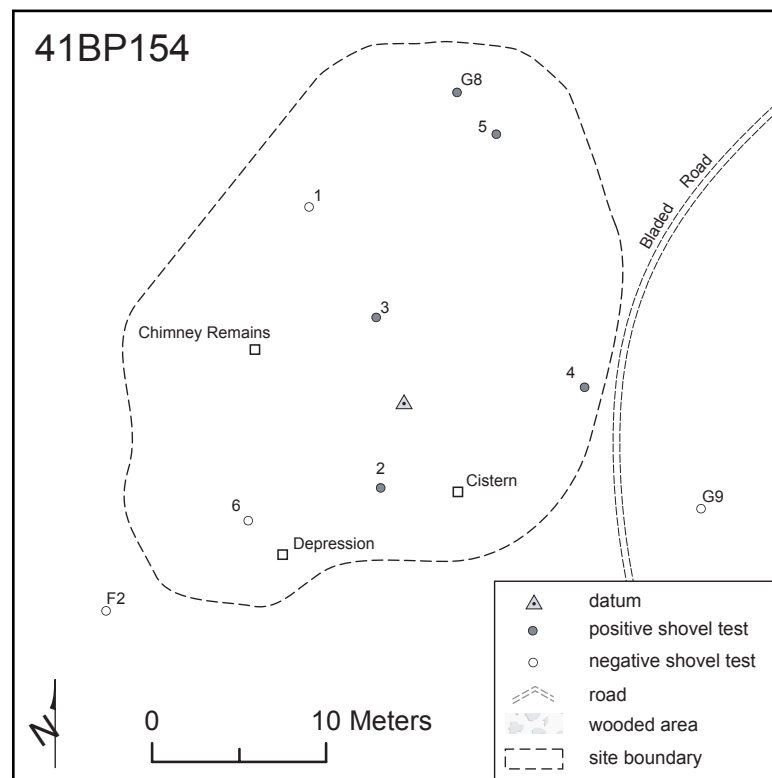 41BP154
G8
5
1
Bladed Road
3
Chimney Remains
4
2
Cistern
G9
6
Depression
F2
N
0 10 Meters
datum
positive shovel test
negative shovel test
road
wooded area
site boundary